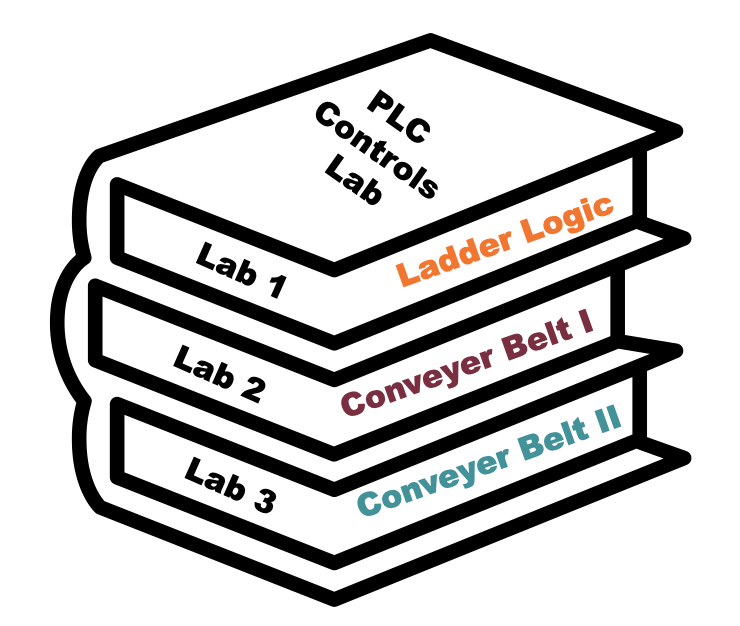 PLC
Controls
Lab
Lab 1
Ladder Logic
Lab 2
Conveyer Belt I
Lab 3
Conveyer Belt II